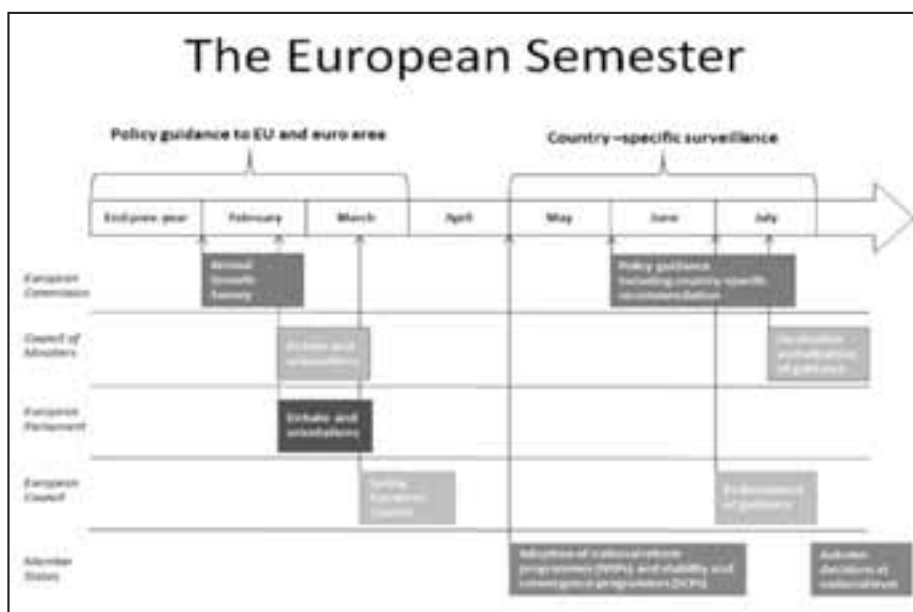 The European Semester
Policy guidance to EU and euro area
Country –specific surveillance
End prev. year
February
March
April
May
June
July
European
Commission
Annual
Growth
Survey
Policy guidance
including country-specific
recommendation
Council of
Ministers
Debate and
orientations
of guidance
European
Parliament
Debate and
orientations
European
Council
Spring
European
Council
Endorsement
of guidance
Member
States
Adoption of national reform
programmes (NRPs) and stability and
convergence programmes (SCPs)
Autumn:
decisions at
national level